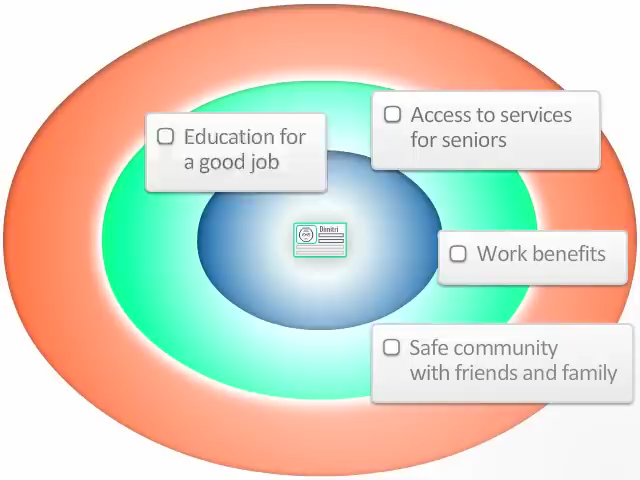 Access to services
for seniors
Education for
a good job
Dimitri
Work benefits
Safe community
with friends and family